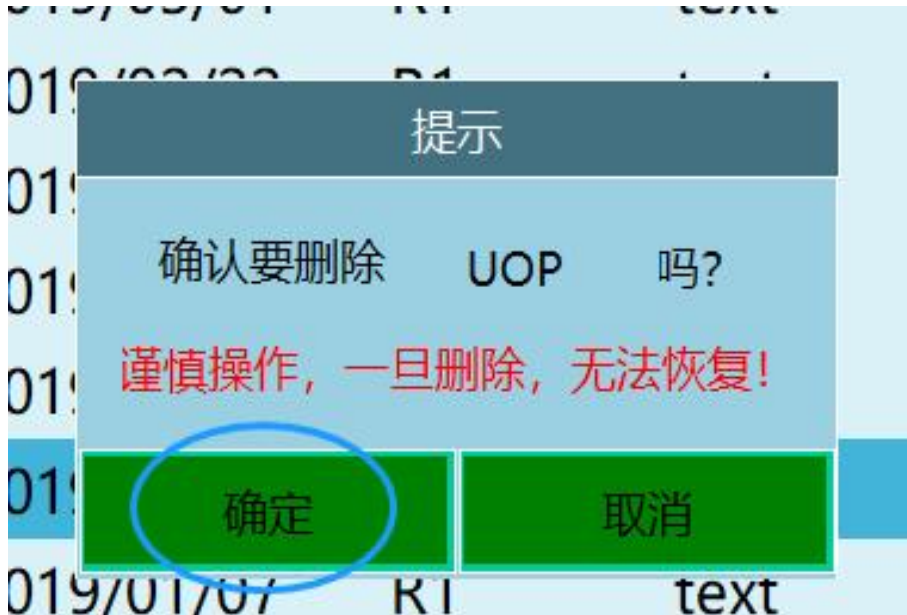 提示
确认要删除 UOP 吗?
谨慎操作，一旦删除，无法恢复!
确定 取消
019/01/07 R1 text